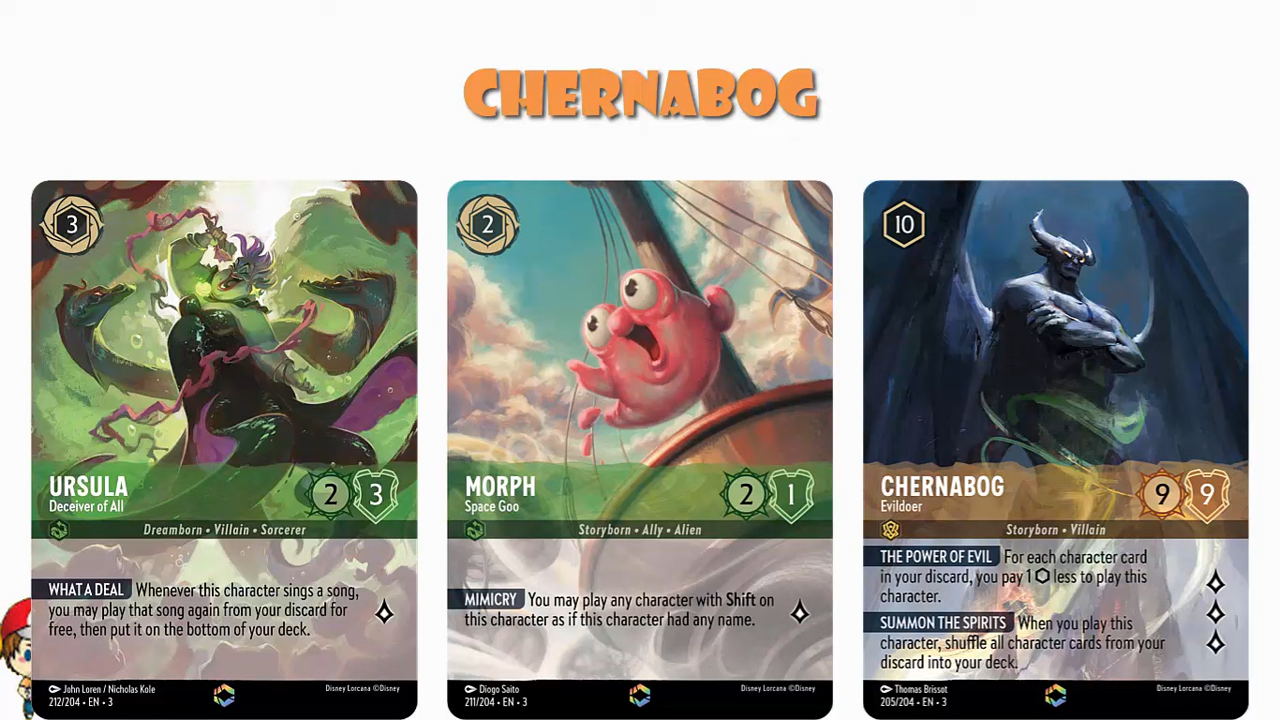 CHERNABOG
3
URSULA
Deceiver of All
2 3
Dreamborn • Villain • Sorcerer
WHAT A DEAL Whenever this character sings a song,
you may play that song again from your discard for
free, then put it on the bottom of your deck.
John Loren / Nicholas Kole
Disney Lorcana ©Disney
212/204 • EN • 3
2
MORPH
Space Goo
2 1
Storyborn • Ally • Alien
MIMICRY You may play any character with Shift on
this character as if this character had any name.
Diogo Saito
Disney Lorcana ©Disney
211/204 • EN • 3
10
CHERNABOG
Evildoer
9 9
Storyborn • Villain
THE POWER OF EVIL For each character card
in your discard, you pay 1 ⬡ less to play this
character.
SUMMON THE SPIRITS When you play this
character, shuffle all character cards from your
discard into your deck.
Thomas Brissot
Disney Lorcana ©Disney
205/204 • EN • 3